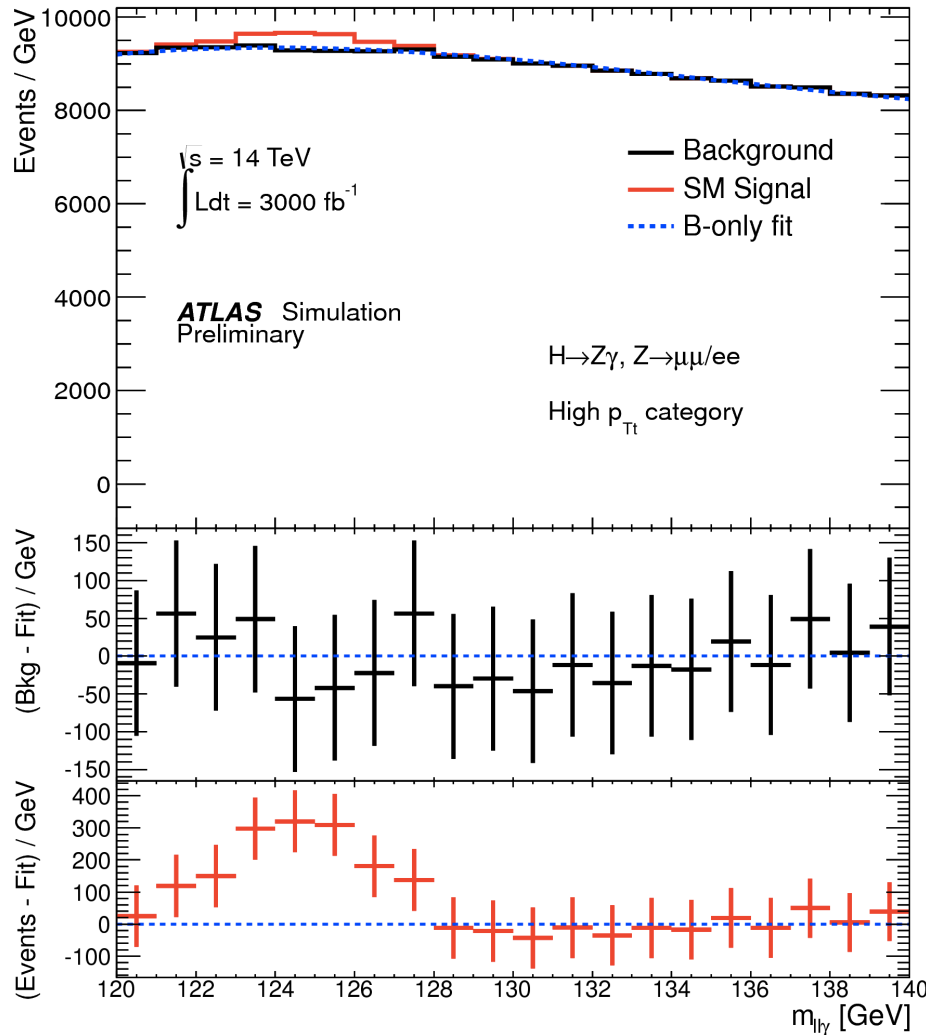 Events / GeV
10000
8000
6000
4000
2000
0
√s = 14 TeV
∫ Ldt = 3000 fb⁻¹
Background
SM Signal
B-only fit
ATLAS Simulation
Preliminary
H→Zγ, Z→μμ/ee
High p_Tt category
(Bkg - Fit) / GeV
150
100
50
0
-50
-100
-150
(Events - Fit) / GeV
400
300
200
100
0
-100
120 122 124 126 128 130 132 134 136 138 140
m_llγ [GeV]